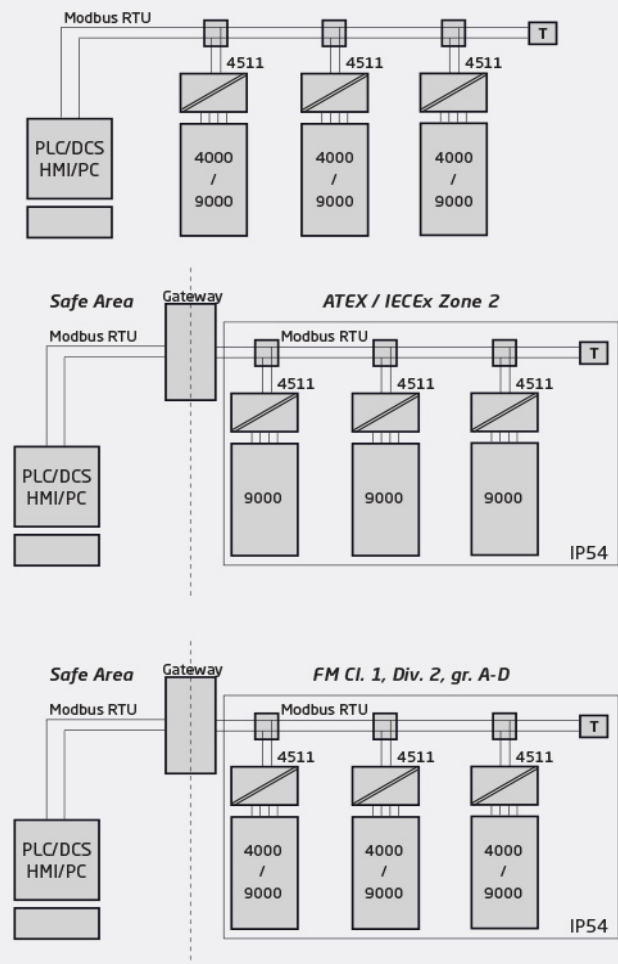 Modbus RTU
T
4511 4511 4511
PLC/DCS
HMI/PC
4000
/
9000
4000
/
9000
4000
/
9000
Safe Area
Gateway
ATEX / IECEx Zone 2
Modbus RTU
Modbus RTU
T
4511 4511 4511
PLC/DCS
HMI/PC
9000 9000 9000
IP54
Safe Area
Gateway
FM Cl. 1, Div. 2, gr. A-D
Modbus RTU
Modbus RTU
T
4511 4511 4511
PLC/DCS
HMI/PC
4000
/
9000
4000
/
9000
4000
/
9000
IP54